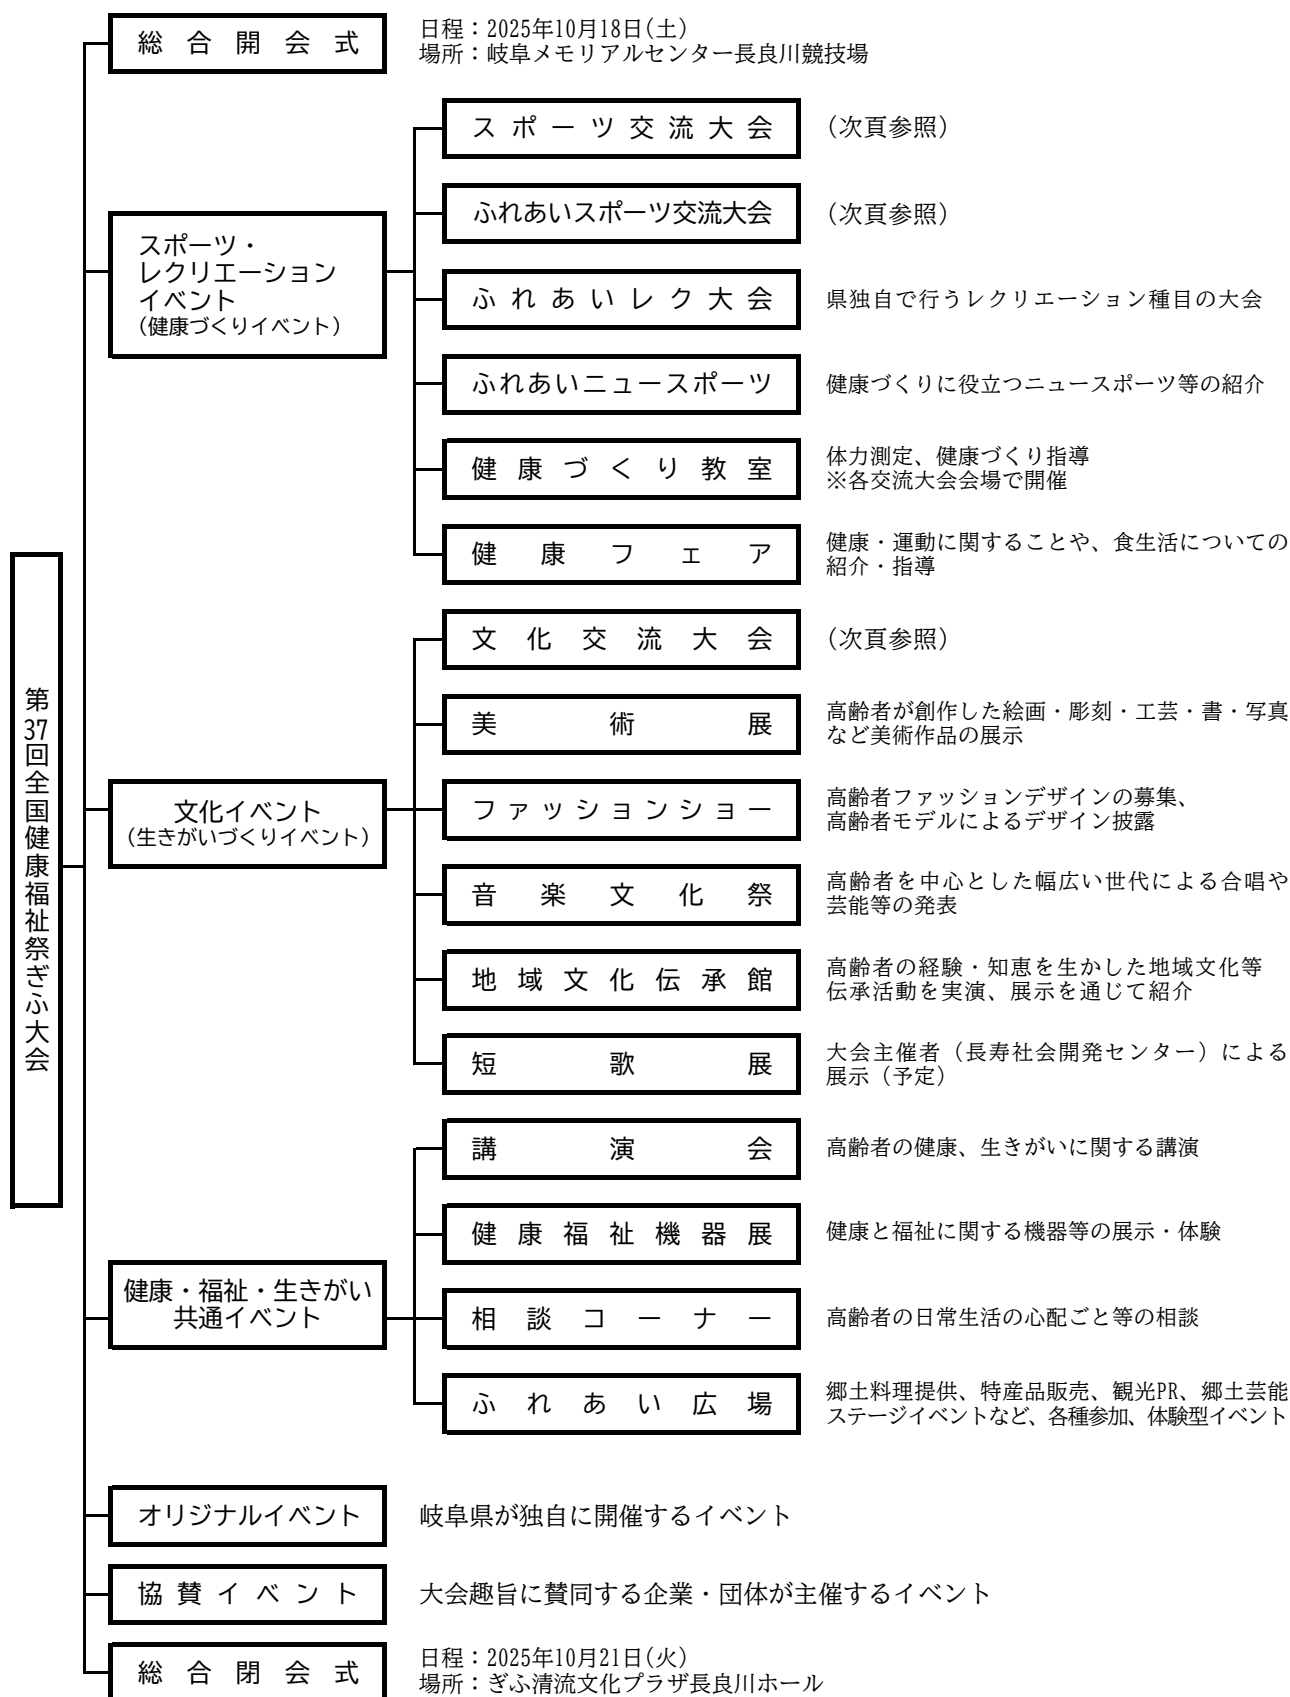 第37回全国健康福祉祭ぎふ大会
総合開会式
日程：2025年10月18日(土)
場所：岐阜メモリアルセンター長良川競技場
スポーツ・
レクリエーション
イベント
（健康づくりイベント）
スポーツ交流大会
（次頁参照）
ふれあいスポーツ交流大会
（次頁参照）
ふれあいレク大会
県独自で行うレクリエーション種目の大会
ふれあいニュースポーツ
健康づくりに役立つニュースポーツ等の紹介
健康づくり教室
体力測定、健康づくり指導
※各交流大会会場で開催
健康フェア
健康・運動に関することや、食生活についての
紹介・指導
文化イベント
（生きがいづくりイベント）
文化交流大会
（次頁参照）
美術展
高齢者が創作した絵画・彫刻・工芸・書・写真
など美術作品の展示
ファッションショー
高齢者ファッションデザインの募集、
高齢者モデルによるデザイン披露
音楽文化祭
高齢者を中心とした幅広い世代による合唱や
芸能等の発表
地域文化伝承館
高齢者の経験・知恵を生かした地域文化等
伝承活動を実演、展示を通じて紹介
短歌展
大会主催者（長寿社会開発センター）による
展示（予定）
健康・福祉・生きがい
共通イベント
講演会
高齢者の健康、生きがいに関する講演
健康福祉機器展
健康と福祉に関する機器等の展示・体験
相談コーナー
高齢者の日常生活の心配ごと等の相談
ふれあい広場
郷土料理提供、特産品販売、観光PR、郷土芸能
ステージイベントなど、各種参加、体験型イベント
オリジナルイベント
岐阜県が独自に開催するイベント
協賛イベント
大会趣旨に賛同する企業・団体が主催するイベント
総合閉会式
日程：2025年10月21日(火)
場所：ぎふ清流文化プラザ長良川ホール